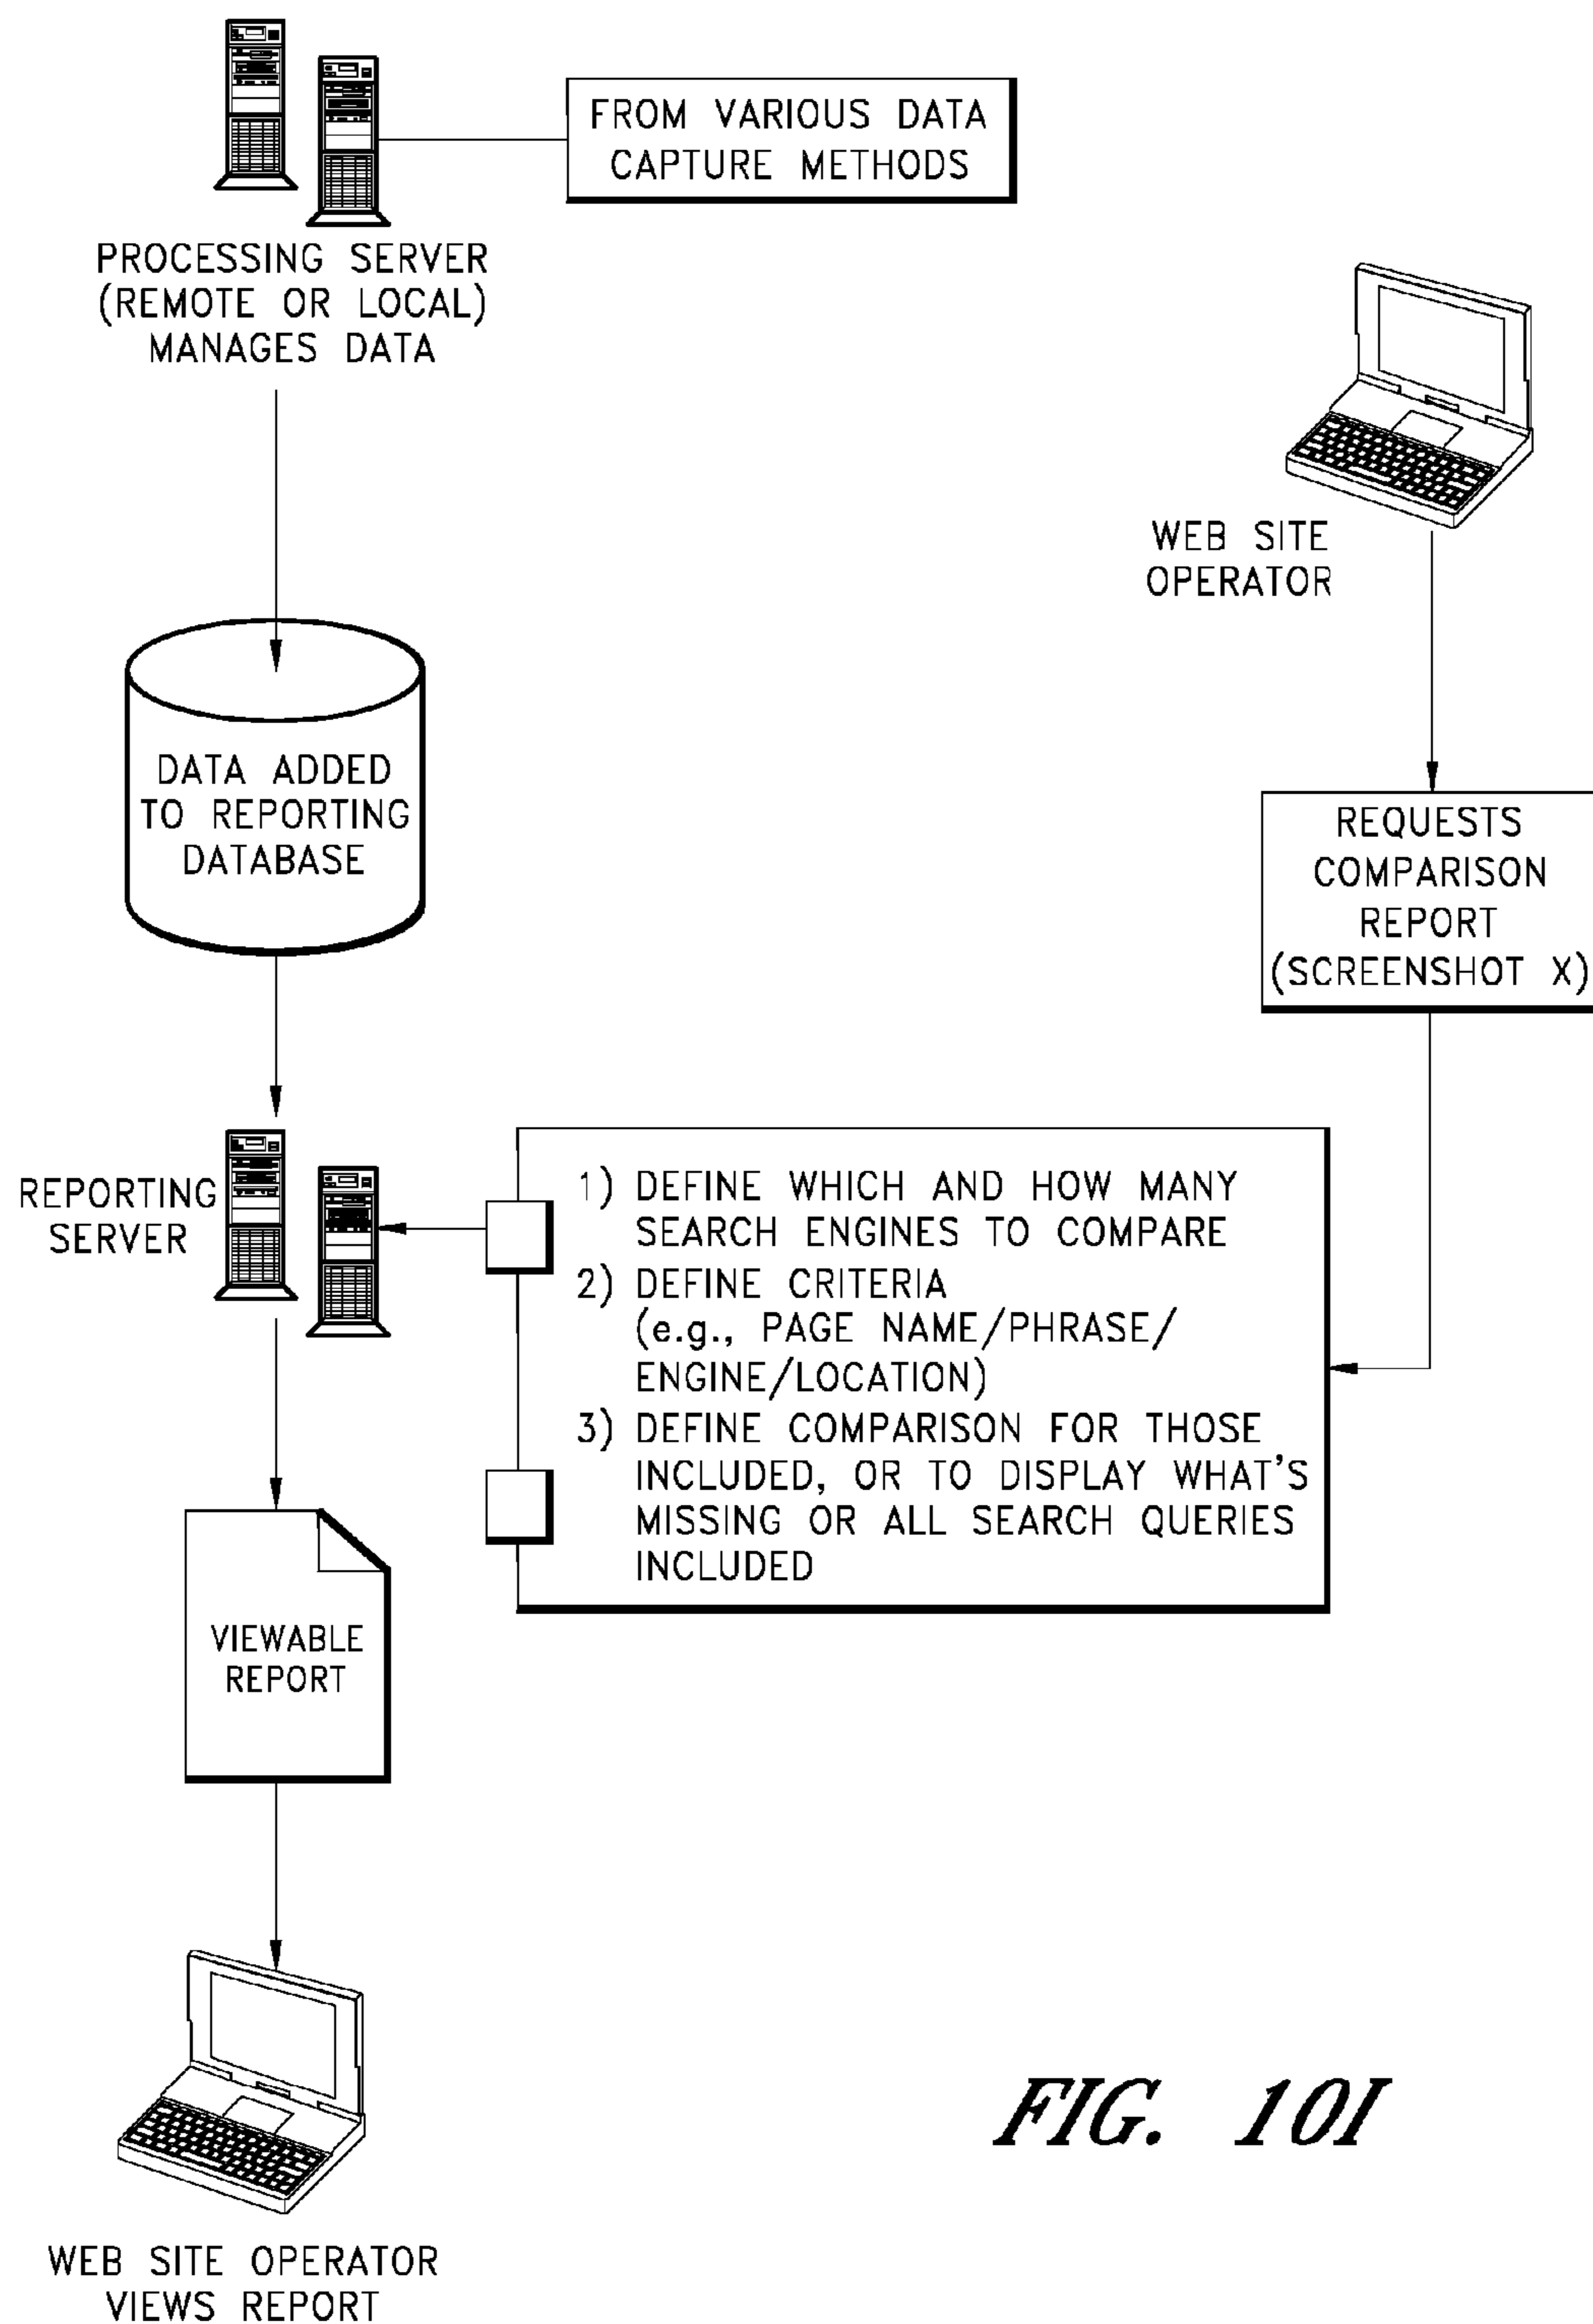 FROM VARIOUS DATA
CAPTURE METHODS
PROCESSING SERVER
(REMOTE OR LOCAL)
MANAGES DATA
WEB SITE
OPERATOR
DATA ADDED
TO REPORTING
DATABASE
REQUESTS
COMPARISON
REPORT
(SCREENSHOT X)
REPORTING
SERVER
1) DEFINE WHICH AND HOW MANY
SEARCH ENGINES TO COMPARE
2) DEFINE CRITERIA
(e.g., PAGE NAME/PHRASE/
ENGINE/LOCATION)
3) DEFINE COMPARISON FOR THOSE
INCLUDED, OR TO DISPLAY WHAT'S
MISSING OR ALL SEARCH QUERIES
INCLUDED
VIEWABLE
REPORT
WEB SITE OPERATOR
VIEWS REPORT
FIG. 10I